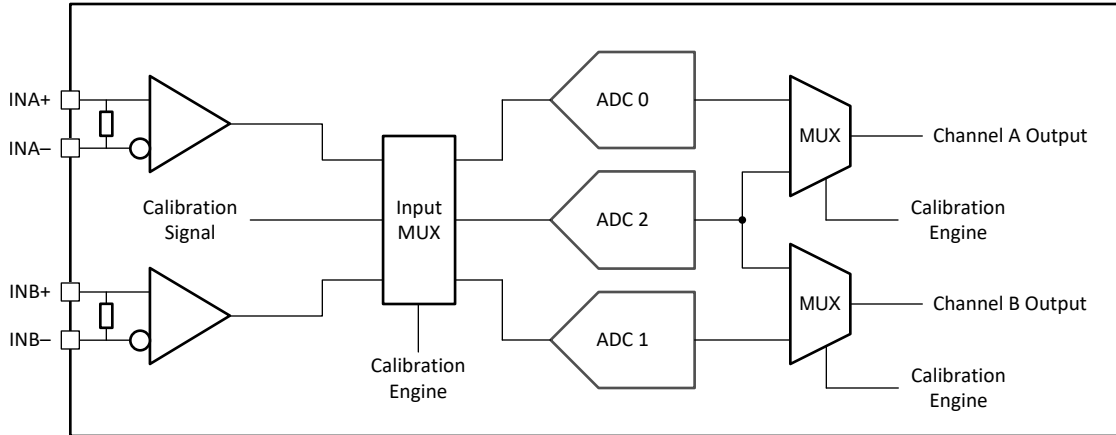 INA+
INA–
ADC 0
MUX
Channel A Output
Calibration
Signal
Input
MUX
ADC 2
Calibration
Engine
INB+
INB–
ADC 1
MUX
Channel B Output
Calibration
Engine
Calibration
Engine